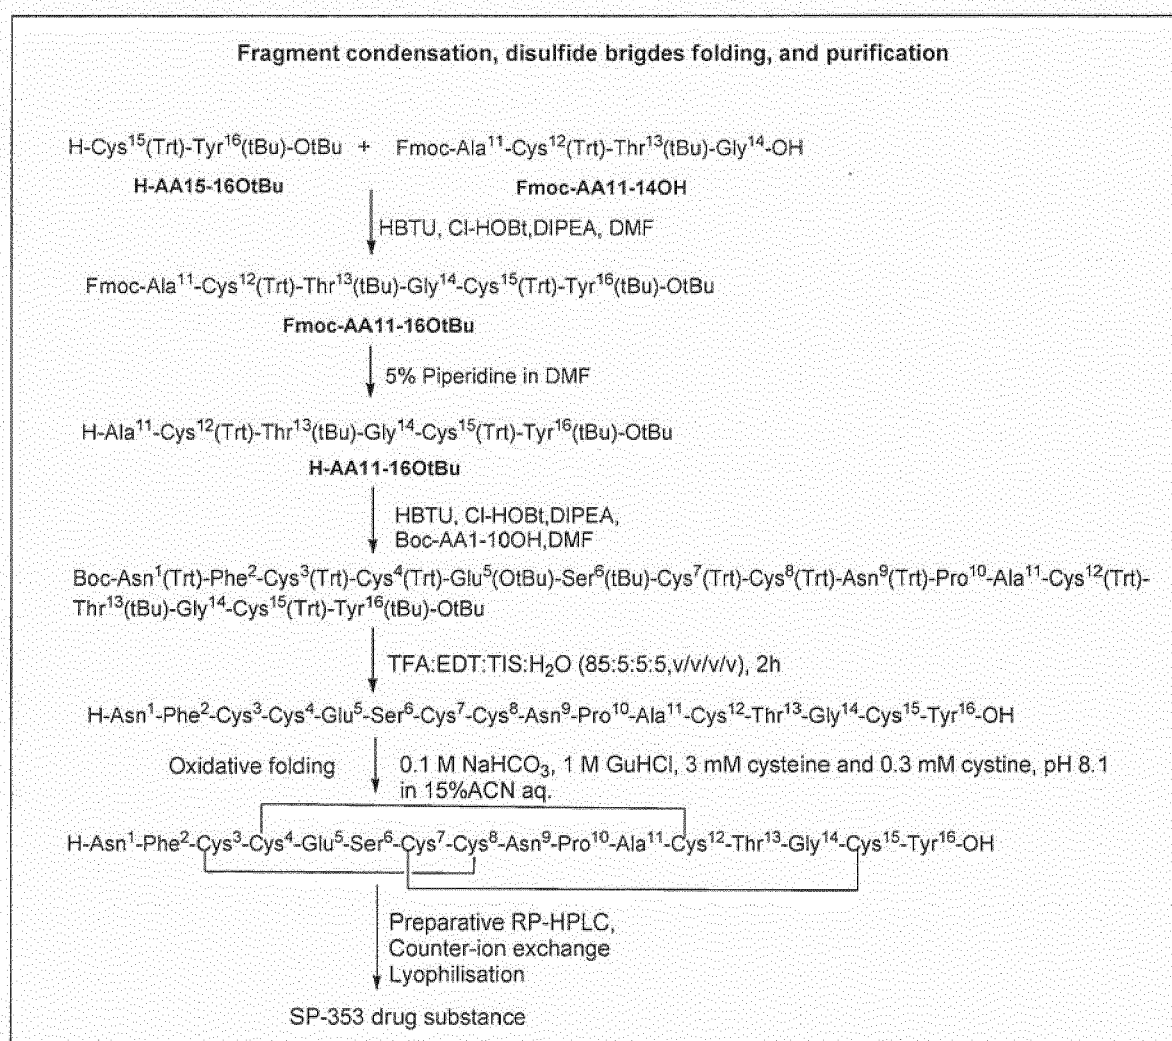 Fragment condensation, disulfide brigdes folding, and purification
H-Cys¹⁵(Trt)-Tyr¹⁶(tBu)-OtBu + Fmoc-Ala¹¹-Cys¹²(Trt)-Thr¹³(tBu)-Gly¹⁴-OH
H-AA15-16OtBu Fmoc-AA11-14OH
HBTU, Cl-HOBt,DIPEA, DMF
Fmoc-Ala¹¹-Cys¹²(Trt)-Thr¹³(tBu)-Gly¹⁴-Cys¹⁵(Trt)-Tyr¹⁶(tBu)-OtBu
Fmoc-AA11-16OtBu
5% Piperidine in DMF
H-Ala¹¹-Cys¹²(Trt)-Thr¹³(tBu)-Gly¹⁴-Cys¹⁵(Trt)-Tyr¹⁶(tBu)-OtBu
H-AA11-16OtBu
HBTU, Cl-HOBt,DIPEA,
Boc-AA1-10OH,DMF
Boc-Asn¹(Trt)-Phe²-Cys³(Trt)-Cys⁴(Trt)-Glu⁵(OtBu)-Ser⁶(tBu)-Cys⁷(Trt)-Cys⁸(Trt)-Asn⁹(Trt)-Pro¹⁰-Ala¹¹-Cys¹²(Trt)-
Thr¹³(tBu)-Gly¹⁴-Cys¹⁵(Trt)-Tyr¹⁶(tBu)-OtBu
TFA:EDT:TIS:H₂O (85:5:5:5,v/v/v/v), 2h
H-Asn¹-Phe²-Cys³-Cys⁴-Glu⁵-Ser⁶-Cys⁷-Cys⁸-Asn⁹-Pro¹⁰-Ala¹¹-Cys¹²-Thr¹³-Gly¹⁴-Cys¹⁵-Tyr¹⁶-OH
Oxidative folding 0.1 M NaHCO₃, 1 M GuHCl, 3 mM cysteine and 0.3 mM cystine, pH 8.1
in 15%ACN aq.
H-Asn¹-Phe²-Cys³-Cys⁴-Glu⁵-Ser⁶-Cys⁷-Cys⁸-Asn⁹-Pro¹⁰-Ala¹¹-Cys¹²-Thr¹³-Gly¹⁴-Cys¹⁵-Tyr¹⁶-OH
Preparative RP-HPLC,
Counter-ion exchange
Lyophilisation
SP-353 drug substance